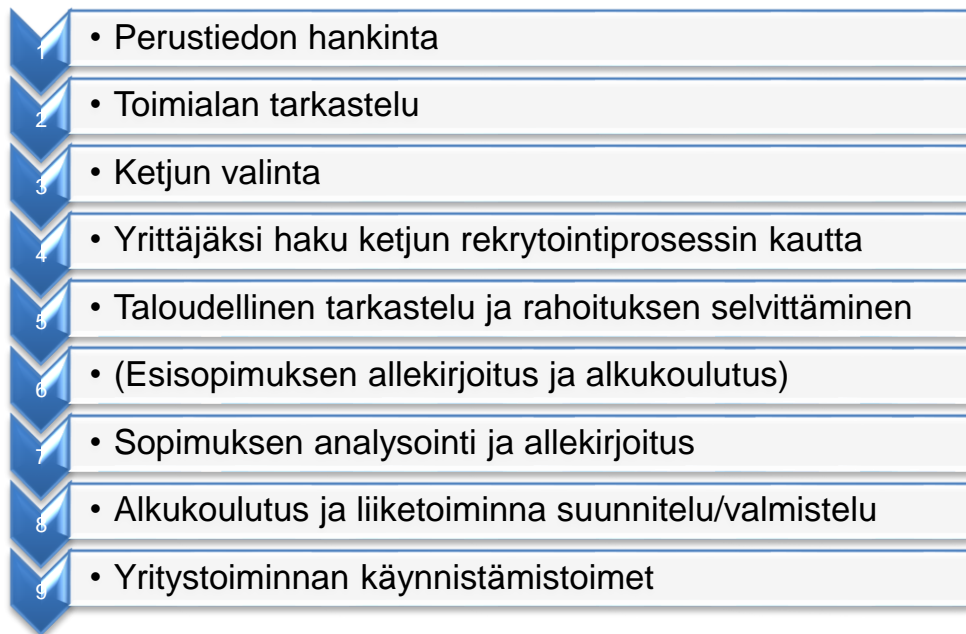 1 • Perustiedon hankinta
2 • Toimialan tarkastelu
3 • Ketjun valinta
4 • Yrittäjäksi haku ketjun rekrytointiprosessin kautta
5 • Taloudellinen tarkastelu ja rahoituksen selvittäminen
6 • (Esisopimuksen allekirjoitus ja alkukoulutus)
7 • Sopimuksen analysointi ja allekirjoitus
8 • Alkukoulutus ja liiketoiminna suunnitelu/valmistelu
9 • Yritystoiminnan käynnistämistoimet